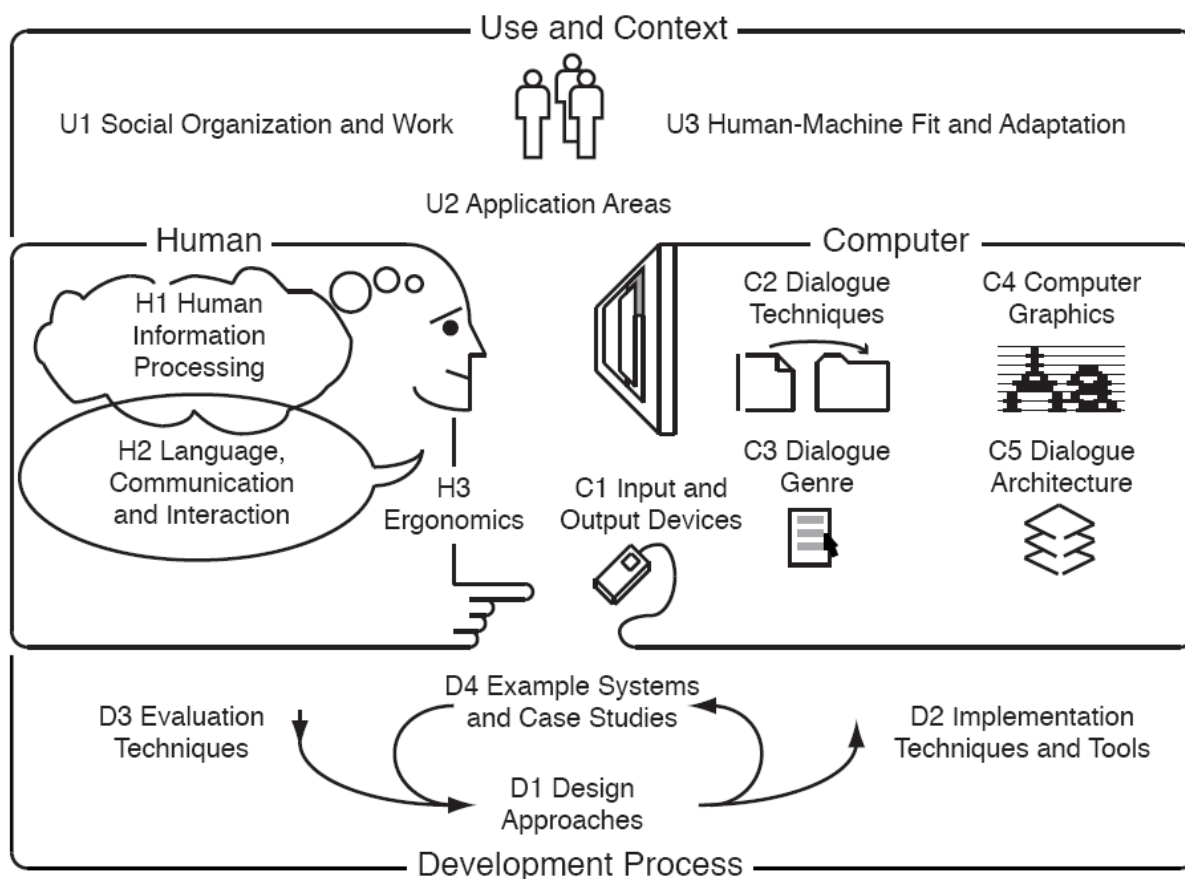 Use and Context
U1 Social Organization and Work
U3 Human-Machine Fit and Adaptation
U2 Application Areas
Human
H1 Human
Information
Processing
H2 Language,
Communication
and Interaction
H3
Ergonomics
Computer
C1 Input and
Output Devices
C2 Dialogue
Techniques
C4 Computer
Graphics
C3 Dialogue
Genre
C5 Dialogue
Architecture
D3 Evaluation
Techniques
D4 Example Systems
and Case Studies
D2 Implementation
Techniques and Tools
D1 Design
Approaches
Development Process